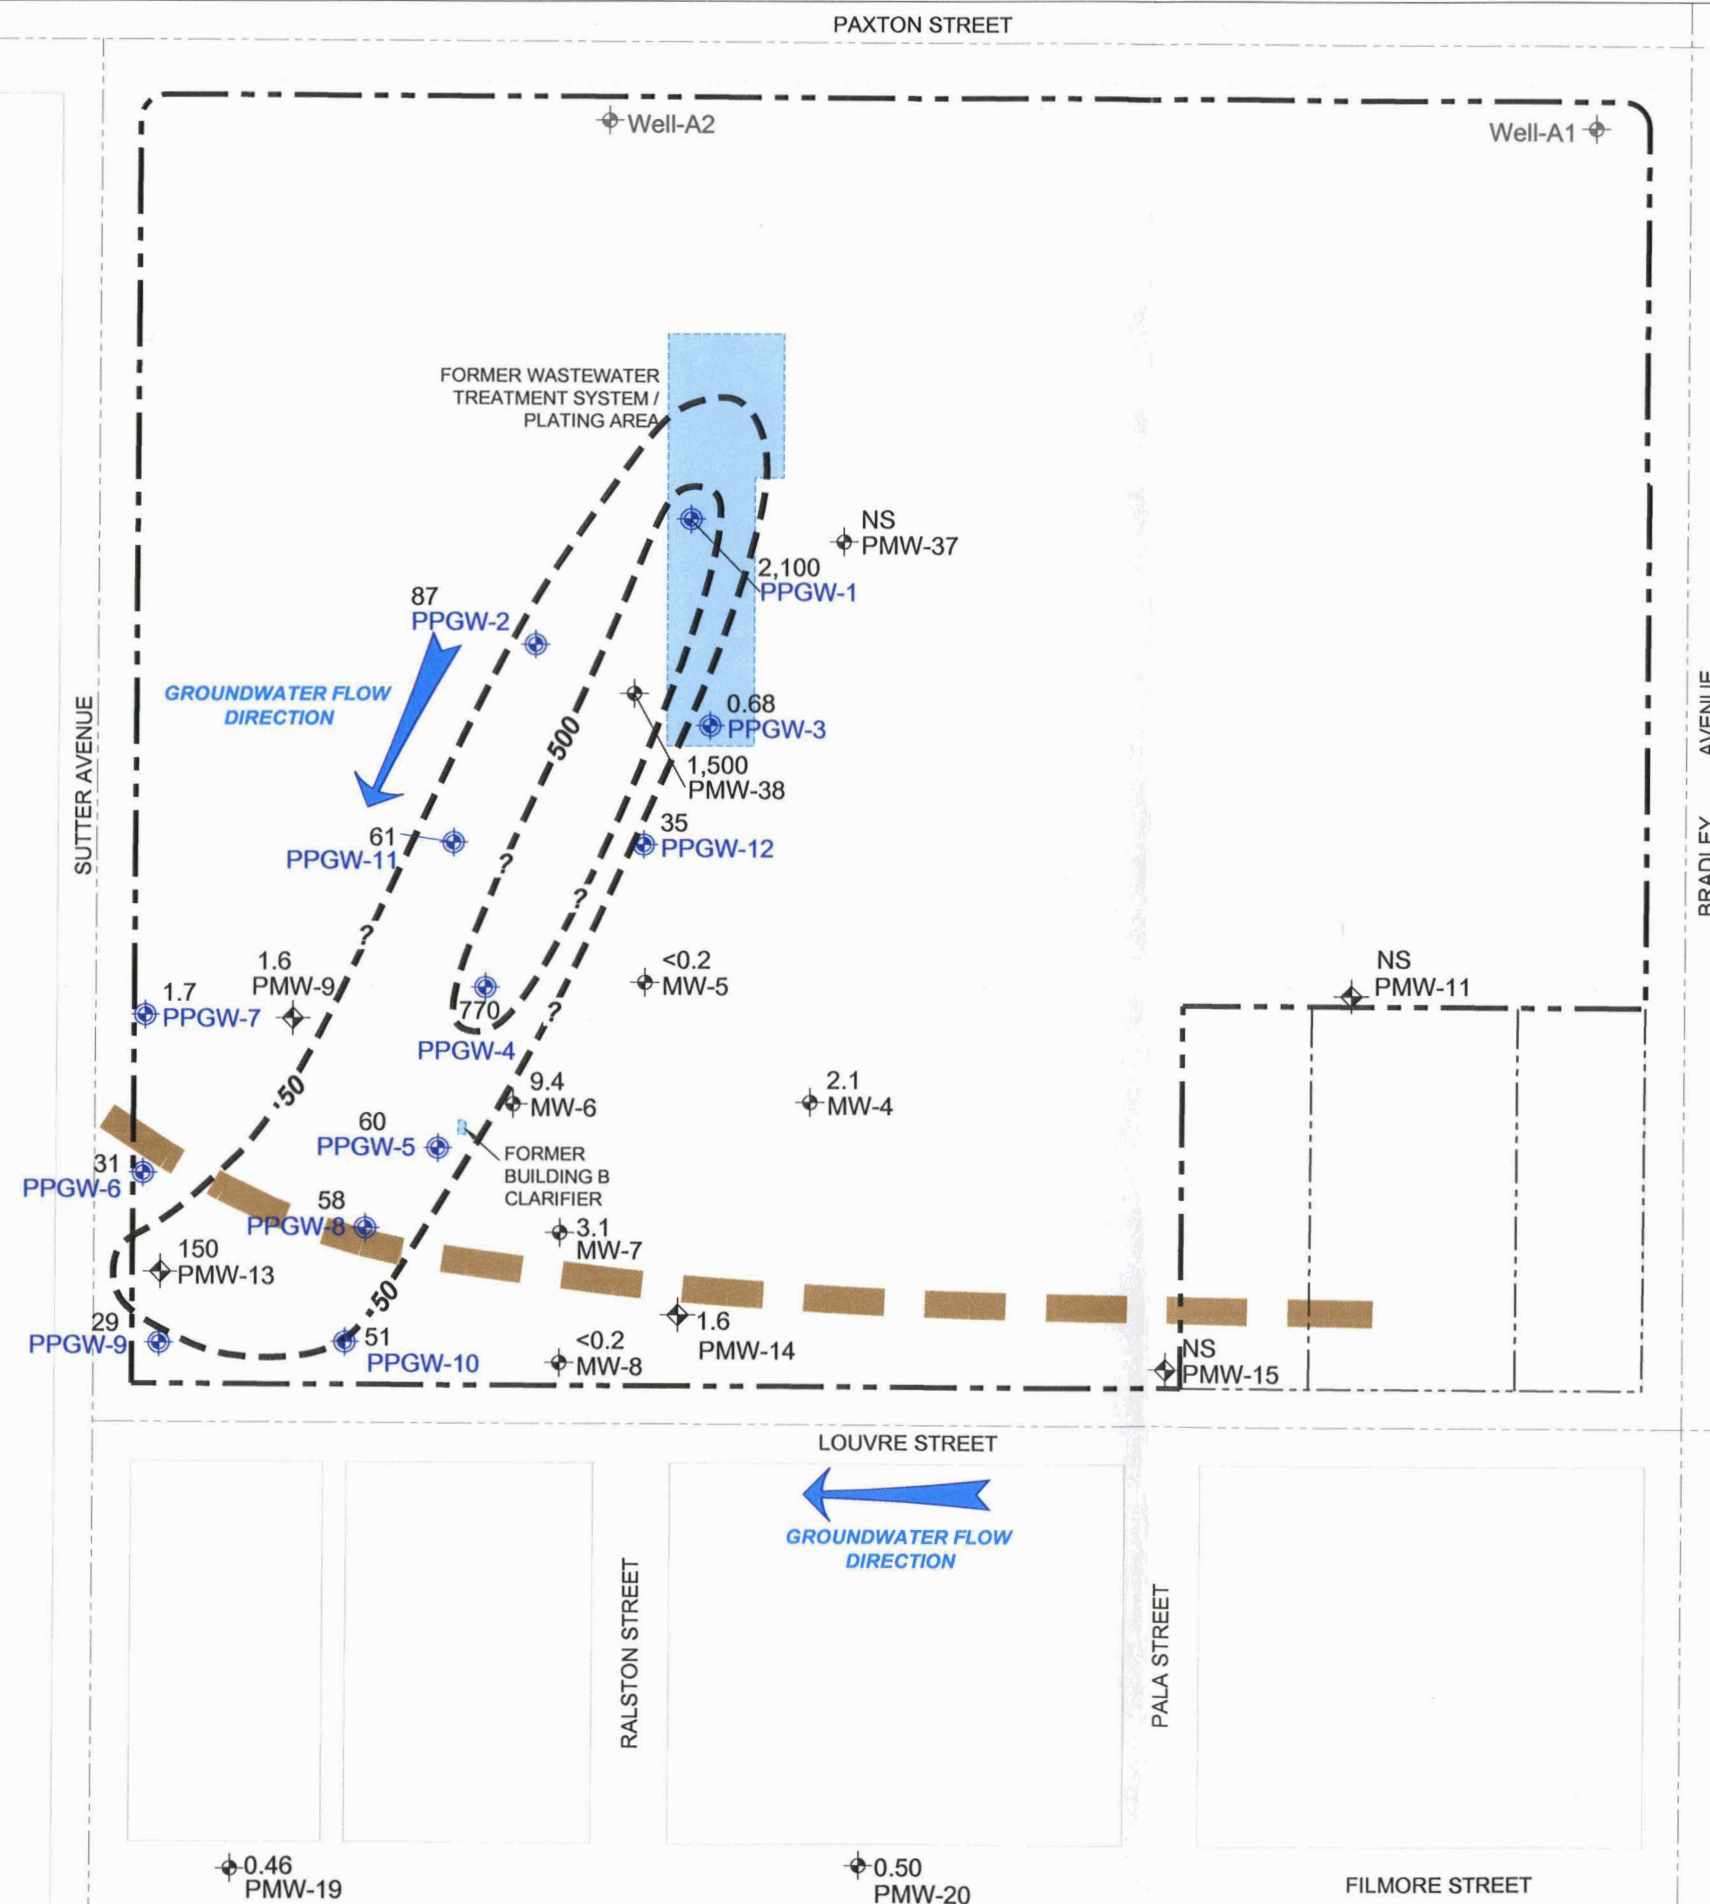 PAXTON STREET
Well-A2
Well-A1
FORMER WASTEWATER
TREATMENT SYSTEM /
PLATING AREA
NS
PMW-37
2,100
PPGW-1
87
PPGW-2
GROUNDWATER FLOW
DIRECTION
SUTTER AVENUE
BRADLEY AVENUE
0.68
PPGW-3
500
1,500
PMW-38
61
PPGW-11
35
PPGW-12
?
?
?
1.6
PMW-9
<0.2
MW-5
1.7
PPGW-7
NS
PMW-11
770
?
PPGW-4
50
9.4
MW-6
2.1
MW-4
60
PPGW-5
FORMER
BUILDING B
CLARIFIER
31
PPGW-6
58
PPGW-8
3.1
MW-7
150
PMW-13
50
29
PPGW-9
51
PPGW-10
<0.2
MW-8
1.6
PMW-14
NS
PMW-15
LOUVRE STREET
GROUNDWATER FLOW
DIRECTION
RALSTON STREET
PALA STREET
0.46
PMW-19
0.50
PMW-20
FILMORE STREET